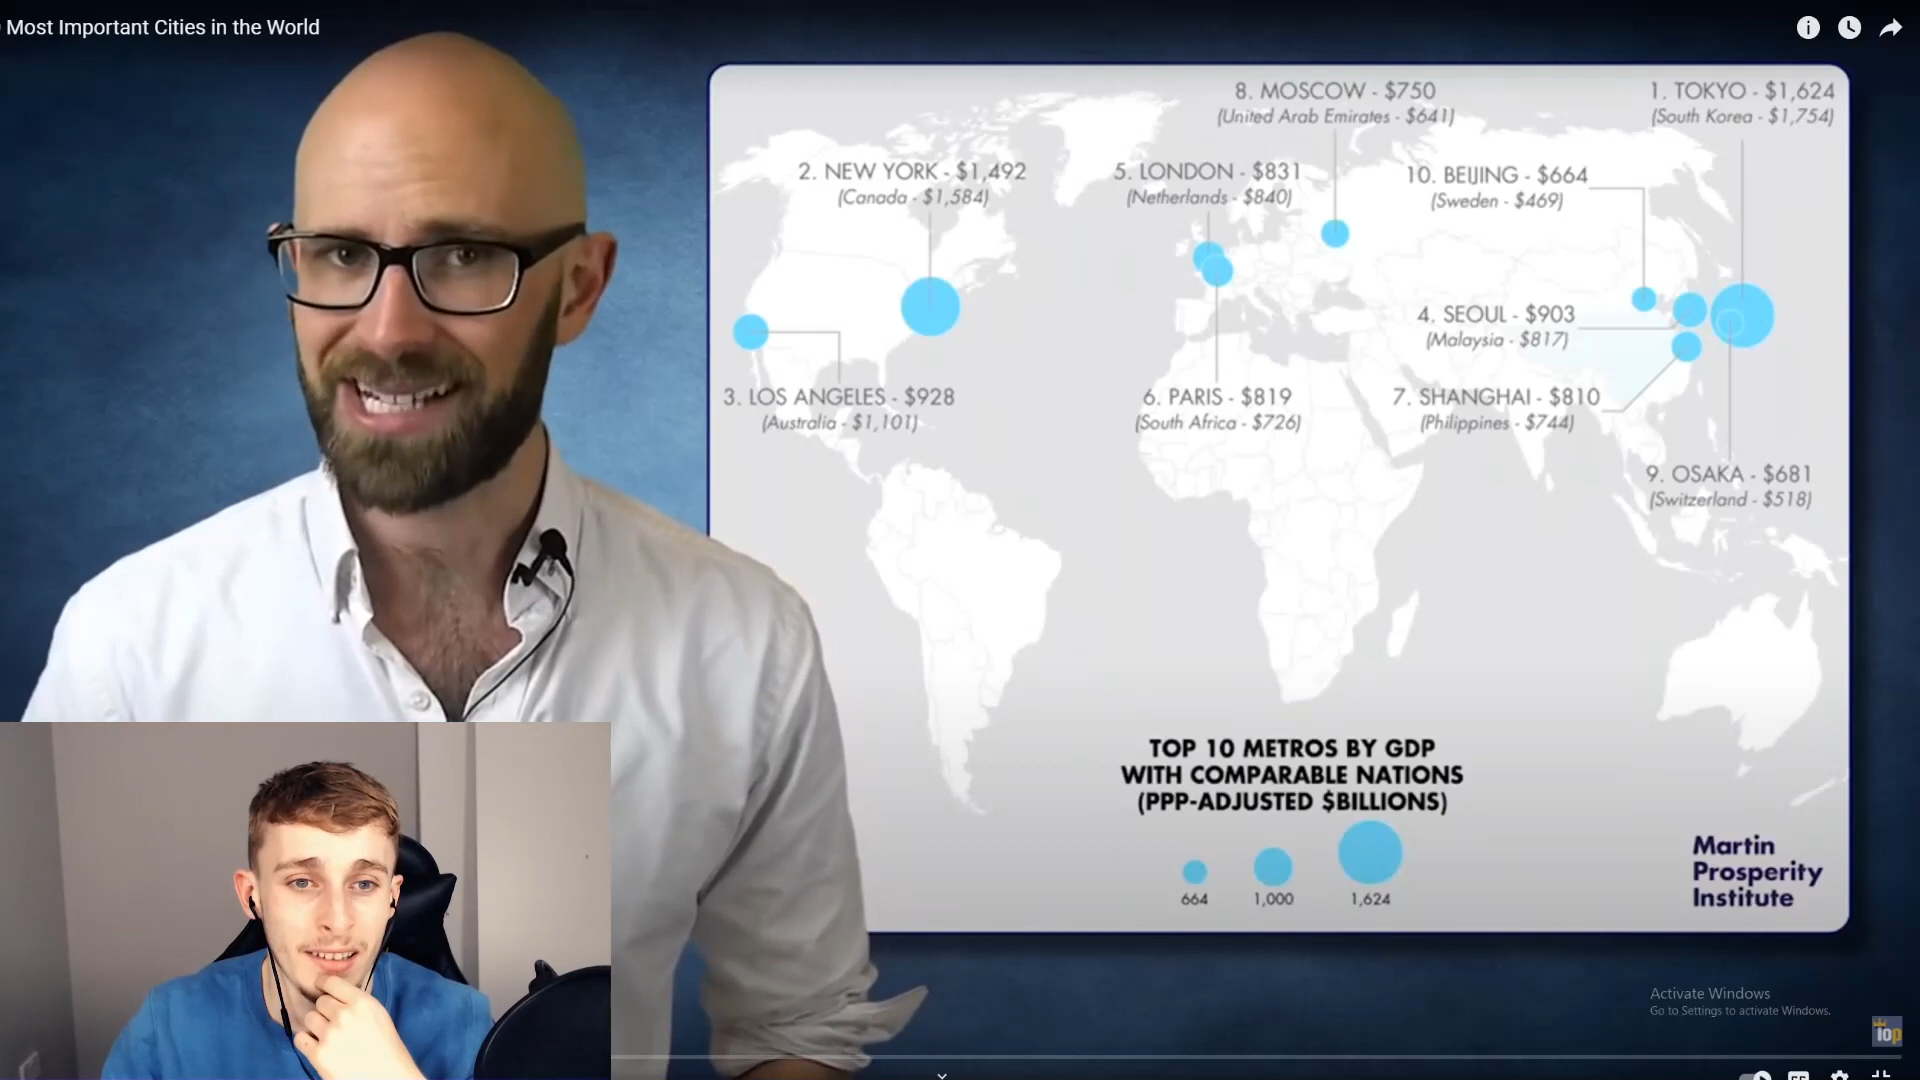 Most Important Cities in the World
8. MOSCOW - $750
(United Arab Emirates - $641)
1. TOKYO - $1,624
(South Korea - $1,754)
2. NEW YORK - $1,492
(Canada - $1,584)
5. LONDON - $831
(Netherlands - $840)
10. BEIJING - $664
(Sweden - $469)
4. SEOUL - $903
(Malaysia - $817)
3. LOS ANGELES - $928
(Australia - $1,101)
6. PARIS - $819
(South Africa - $726)
7. SHANGHAI - $810
(Philippines - $744)
9. OSAKA - $681
(Switzerland - $518)
TOP 10 METROS BY GDP
WITH COMPARABLE NATIONS
(PPP-ADJUSTED $BILLIONS)
664
1,000
1,624
Martin
Prosperity
Institute
Activate Windows
Go to Settings to activate Windows.
TOP